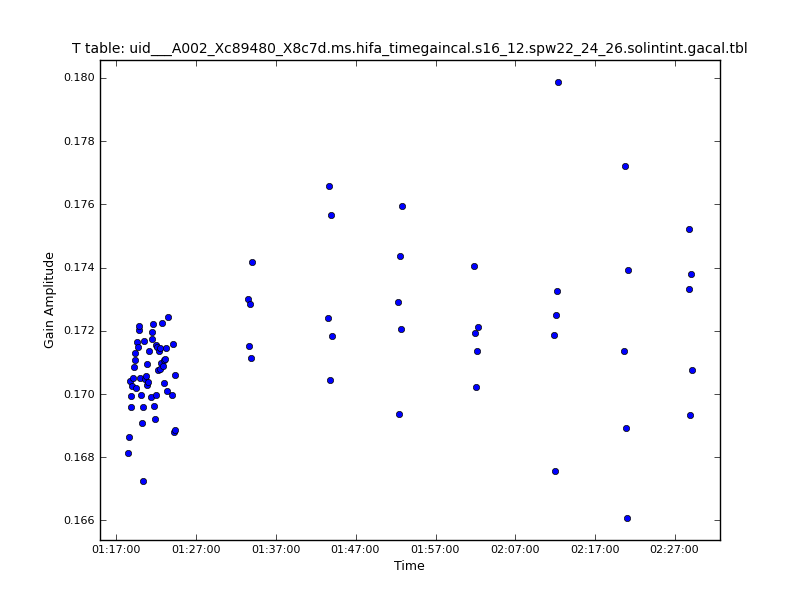 T table: uid___A002_Xc89480_X8c7d.ms.hifa_timegaincal.s16_12.spw22_24_26.solintint.gacal.tbl
0.180
0.178
0.176
0.174
0.172
0.170
0.168
0.166
Gain Amplitude
01:17:00 01:27:00 01:37:00 01:47:00 01:57:00 02:07:00 02:17:00 02:27:00
Time